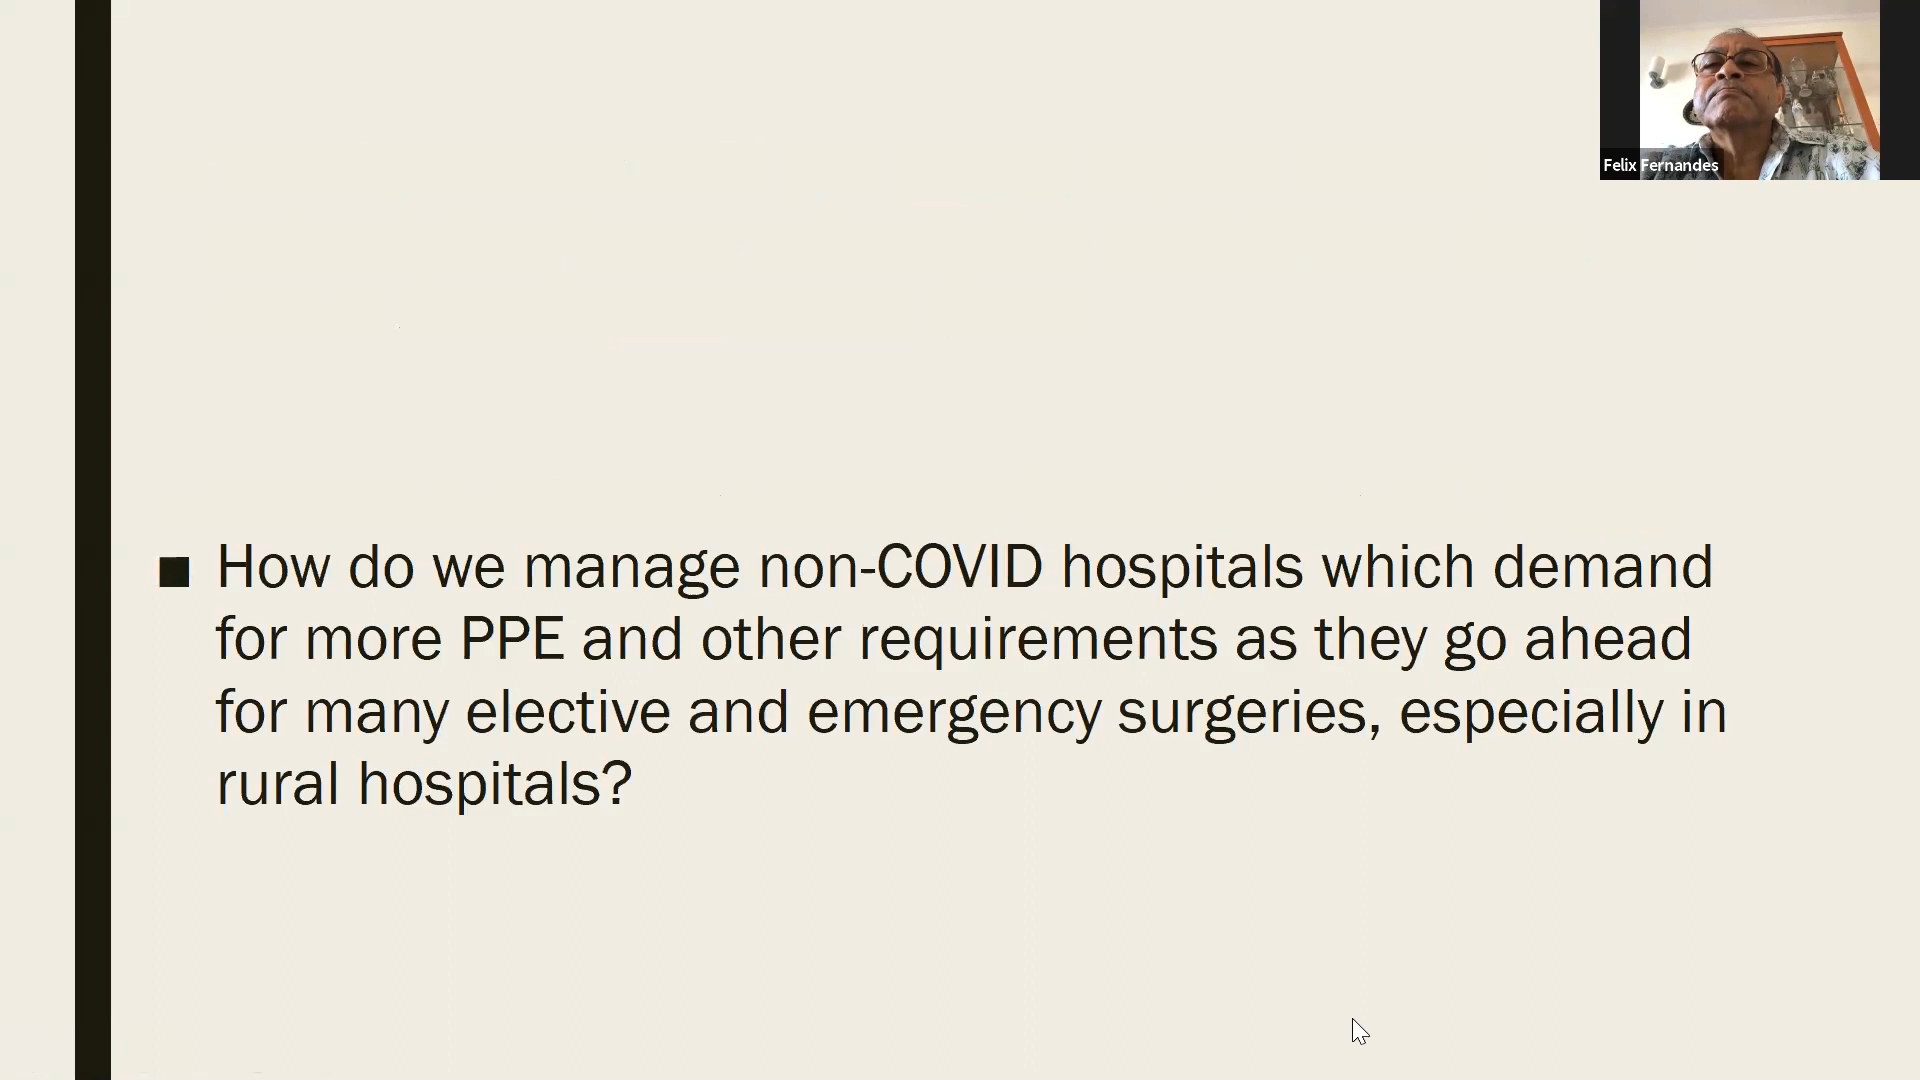 Felix Fernandes
How do we manage non-COVID hospitals which demand
for more PPE and other requirements as they go ahead
for many elective and emergency surgeries, especially in
rural hospitals?